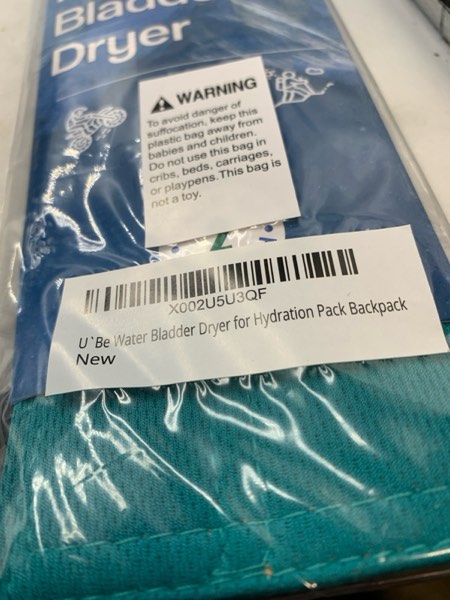 Bladder
Dryer
WARNING
To avoid danger of
suffocation, keep this
plastic bag away from
babies and children.
Do not use this bag in
cribs, beds, carriages,
or playpens. This bag is
not a toy.
X002U5U3QF
U`Be Water Bladder Dryer for Hydration Pack Backpack
New